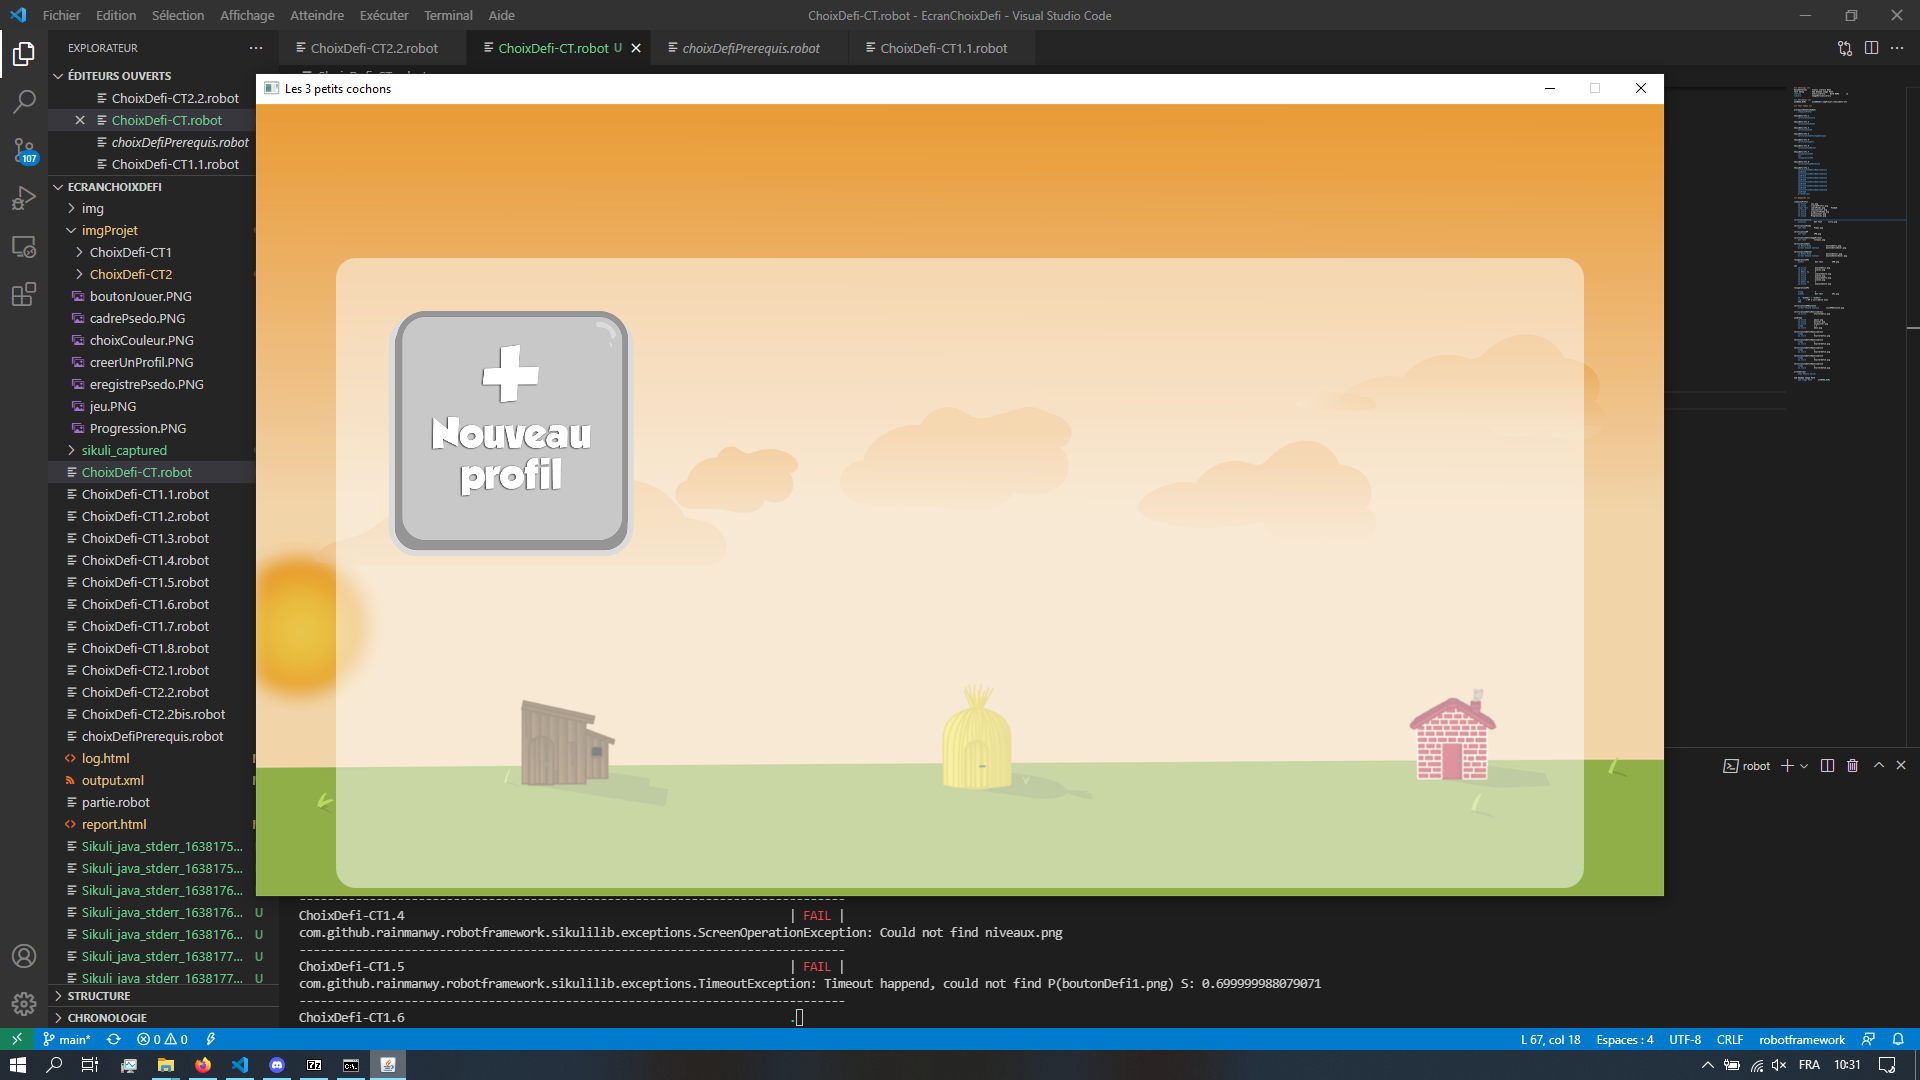 Fichier Edition Sélection Affichage Atteindre Exécuter Terminal Aide
ChoixDefi-CT.robot - EcranChoixDefi - Visual Studio Code
EXPLORATEUR
ChoixDefi-CT2.2.robot
ChoixDefi-CT.robot U
choixDefiPrerequis.robot
ChoixDefi-CT1.1.robot
ÉDITEURS OUVERTS
ChoixDefi-CT2.2.robot
ChoixDefi-CT.robot
choixDefiPrerequis.robot
ChoixDefi-CT1.1.robot
107
ECRANCHOIXDEFI
img
imgProjet
ChoixDefi-CT1
ChoixDefi-CT2
boutonJouer.PNG
cadrePsedo.PNG
choixCouleur.PNG
creerUnProfil.PNG
eregistrePsedo.PNG
jeu.PNG
Progression.PNG
sikuli_captured
ChoixDefi-CT.robot
ChoixDefi-CT1.1.robot
ChoixDefi-CT1.2.robot
ChoixDefi-CT1.3.robot
ChoixDefi-CT1.4.robot
ChoixDefi-CT1.5.robot
ChoixDefi-CT1.6.robot
ChoixDefi-CT1.7.robot
ChoixDefi-CT1.8.robot
ChoixDefi-CT2.1.robot
ChoixDefi-CT2.2.robot
ChoixDefi-CT2.2bis.robot
choixDefiPrerequis.robot
log.html
output.xml
partie.robot
report.html
Sikuli_java_stderr_1638175...
Sikuli_java_stderr_1638175...
Sikuli_java_stderr_1638176...
Sikuli_java_stderr_1638176... U
Sikuli_java_stderr_1638176... U
Sikuli_java_stderr_1638177... U
Sikuli_java_stderr_1638177... U
STRUCTURE
CHRONOLOGIE
Les 3 petits cochons
Nouveau
profil
robot
ChoixDefi-CT1.4 | FAIL |
com.github.rainmanwy.robotframework.sikulilib.exceptions.ScreenOperationException: Could not find niveaux.png
ChoixDefi-CT1.5 | FAIL |
com.github.rainmanwy.robotframework.sikulilib.exceptions.TimeoutException: Timeout happend, could not find P(boutonDefi1.png) S: 0.699999988079071
ChoixDefi-CT1.6 .
main* 0 0
L 67, col 18 Espaces : 4 UTF-8 CRLF robotframework
FRA 10:31